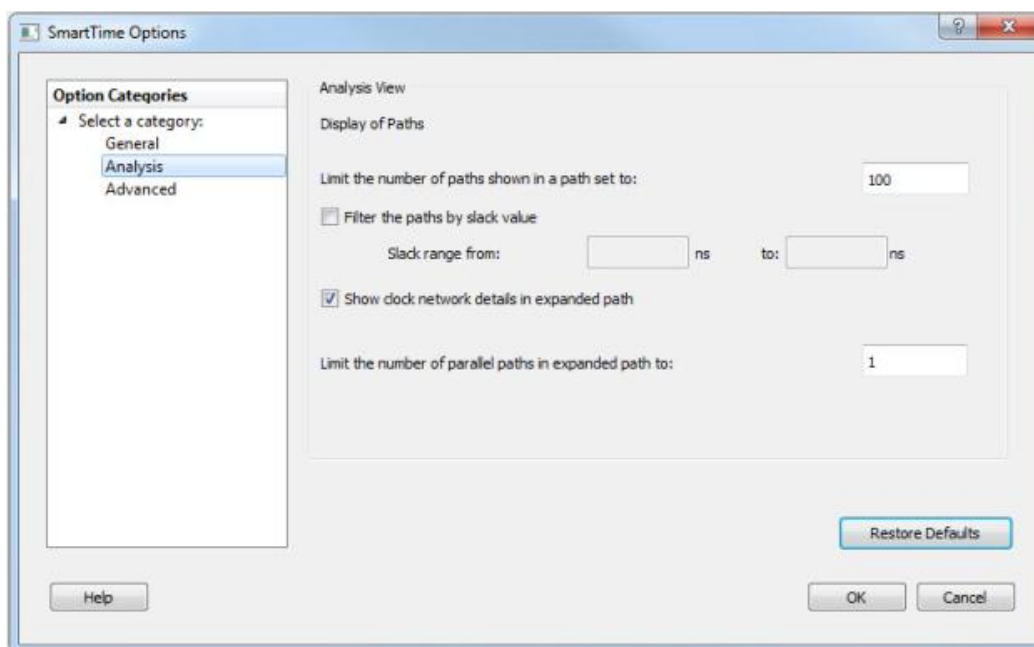 SmartTime Options
Option Categories
Select a category:
General
Analysis
Advanced
Analysis View
Display of Paths
Limit the number of paths shown in a path set to:
100
Filter the paths by slack value
Slack range from:
ns
to:
ns
Show clock network details in expanded path
Limit the number of parallel paths in expanded path to:
1
Restore Defaults
Help
OK
Cancel